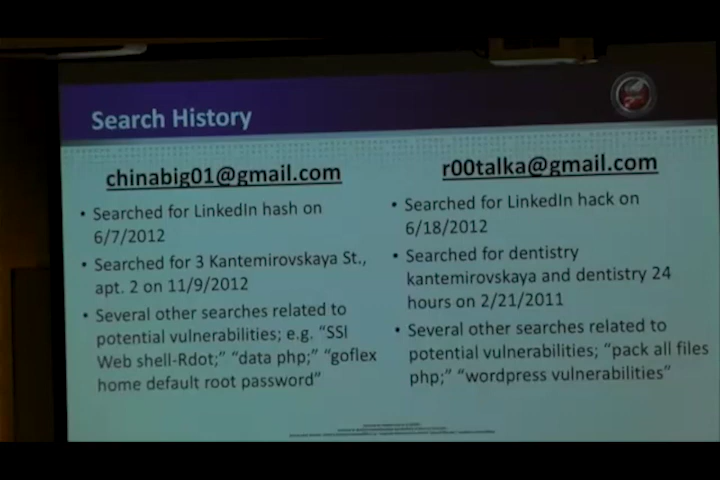 Search History
chinabig01@gmail.com
• Searched for LinkedIn hash on
6/7/2012
• Searched for 3 Kantemirovskaya St.,
apt. 2 on 11/9/2012
• Several other searches related to
potential vulnerabilities; e.g. “SSI
Web shell-Rdot;” “data php;” “goflex
home default root password”
r00talka@gmail.com
• Searched for LinkedIn hack on
6/18/2012
• Searched for dentistry
kantemirovskaya and dentistry 24
hours on 2/21/2011
• Several other searches related to
potential vulnerabilities; “pack all files
php;” “wordpress vulnerabilities”